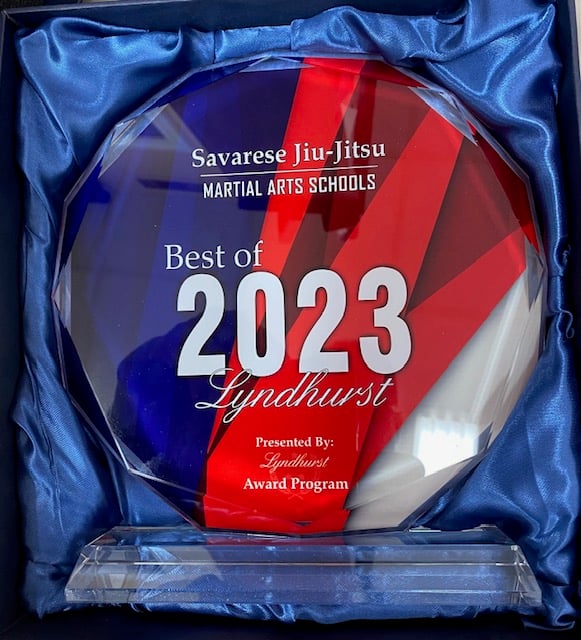 Savarese Jiu-Jitsu
MARTIAL ARTS SCHOOLS
Best of
2023
Lyndhurst
Presented By:
Lyndhurst
Award Program